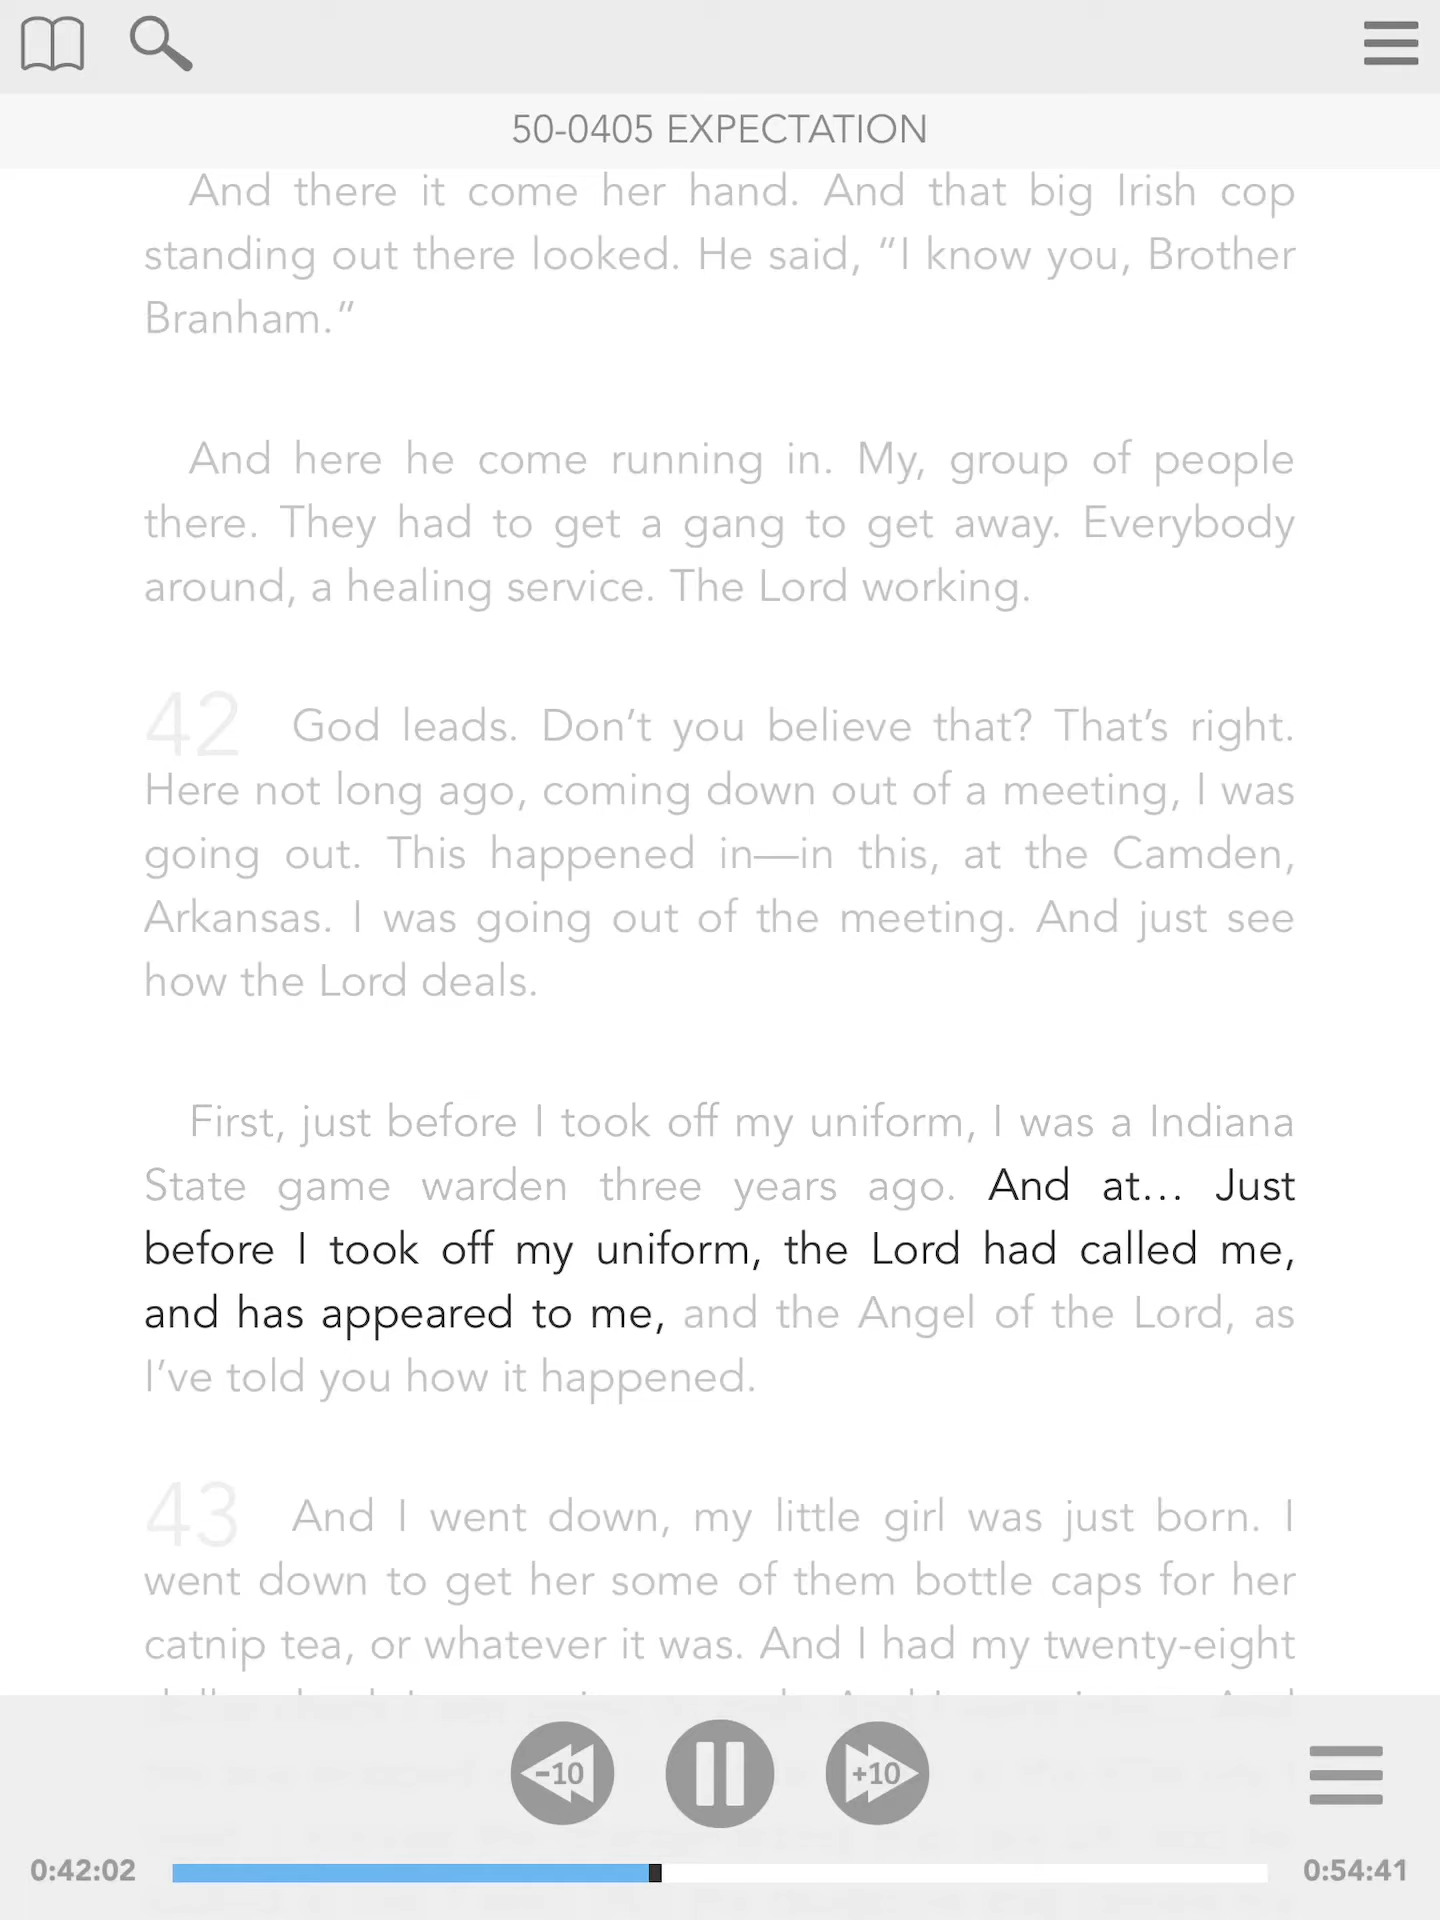 50-0405 EXPECTATION
And there it come her hand. And that big Irish cop
standing out there looked. He said, “I know you, Brother
Branham.”
And here he come running in. My, group of people
there. They had to get a gang to get away. Everybody
around, a healing service. The Lord working.
42 God leads. Don’t you believe that? That’s right.
Here not long ago, coming down out of a meeting, I was
going out. This happened in—in this, at the Camden,
Arkansas. I was going out of the meeting. And just see
how the Lord deals.
First, just before I took off my uniform, I was a Indiana
State game warden three years ago. And at… Just
before I took off my uniform, the Lord had called me,
and has appeared to me, and the Angel of the Lord, as
I’ve told you how it happened.
43 And I went down, my little girl was just born. I
went down to get her some of them bottle caps for her
catnip tea, or whatever it was. And I had my twenty-eight
-10 +10
0:42:02 0:54:41